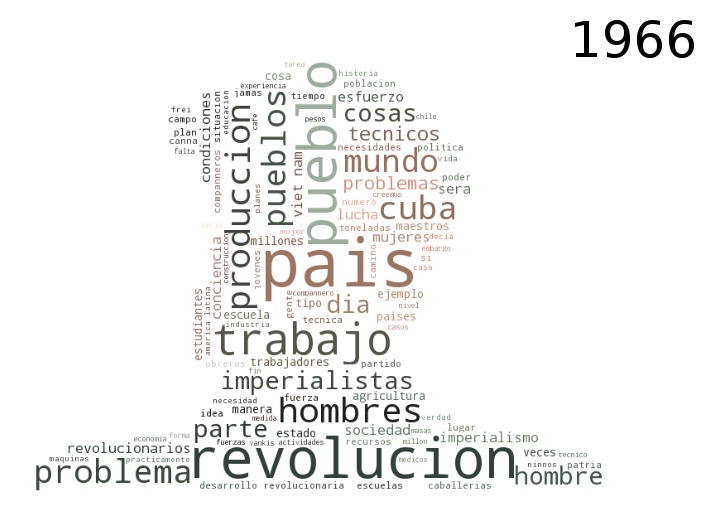 1966
tarea
cosa
historia
poblacion
experiencia
jamas
tiempo
esfuerzo
frei
campo
plan
canna
falta
condiciones
situacion
educacion
cafe
produccion
pueblos
pesos
pueblo
cosas
chile
tecnicos
necesidades
politica
mundo
vida
problemas
poder
sera
companneros
planes
viet nam
creemos
numero
cuba
lucha
toneladas
maestros
mujer
millones
mujeres
decia
embargo
si
caso
conciencia
construccion
jovenes
pais
camino
estudiantes
america latina
gente
compannero
tipo
dia
ejemplo
nivel
escuela
tecnica
paises
industria
casos
trabajo
obreros
trabajadores
partido
fin
imperialistas
necesidad
fuerza
agricultura
idea
manera
medida
hombres
verdad
parte
estado
sociedad
masas
lugar
economia
forma
fuerzas
yankis
actividades
recursos
millon
imperialismo
revolucionarios
maquinas
practicamente
revolucion
medicos
veces
tecnico
ninnos
patria
problema
hombre
desarrollo
revolucionaria
escuelas
caballerias